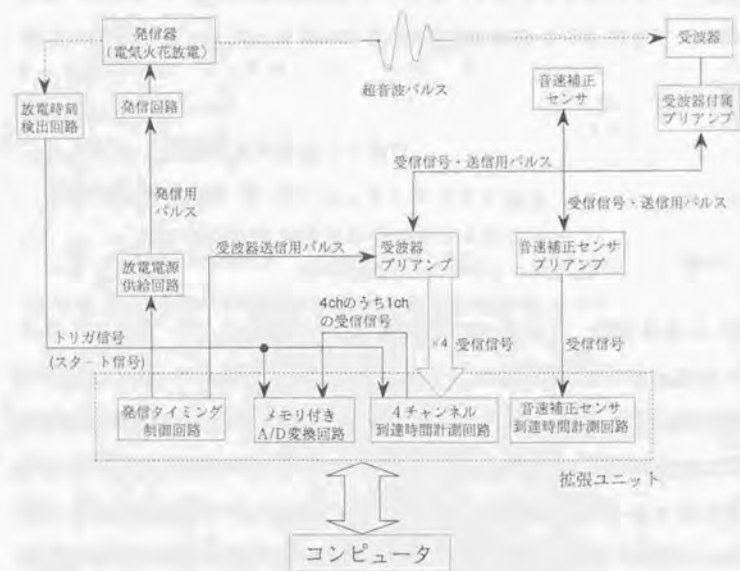 発信器
(電気火花放電)
受波器
超音波パルス
放電時刻
検出回路
発信回路
音速補正
センサ
受波器付属
プリアンプ
受信信号・送信用パルス
発信用
パルス
受信信号・送信用パルス
放電電源
供給回路
受波器送信用パルス
受波器
プリアンプ
音速補正センサ
プリアンプ
4chのうち1ch
の受信信号
トリガ信号
(スタート信号)
×4 受信信号
受信信号
発信タイミング
制御回路
メモリ付き
A/D変換回路
4チャンネル
到達時間計測回路
音速補正センサ
到達時間計測回路
拡張ユニット
コンピュータ